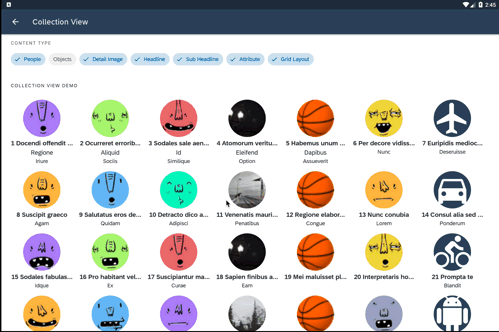 2:45
Collection View
CONTENT TYPE
People Objects Detail Image Headline Sub Headline Attribute Grid Layout
COLLECTION VIEW DEMO
1 Docendi offendit ... 2 Ocurreret errorib... 3 Sodales sale aen... 4 Atomorum veritu... 5 Habemus unum ... 6 Per decore vidiss... 7 Euripidis medioc...
Regione Aliquid Id Eleifend Dapibus Nunc Deseruisse
Iriure Sociis Similique Option Assueverit
8 Suscipit graeco 9 Salutatus eros de... 10 Detracto dico a... 11 Venenatis mauri... 12 Regione elabor... 13 Nunc conubia 14 Consul alia sed ...
Agam Quidam Adipisci Penatibus Congue Lorem Ponderum
15 Sodales fabulas... 16 Pro habitant vel... 17 Suscipiantur ma... 18 Sapien finibus a... 19 Mei maluisset pl... 20 Interpretaris ho... 21 Prompta te
Idque Ex Curae Eam Fames Hinc Blandit